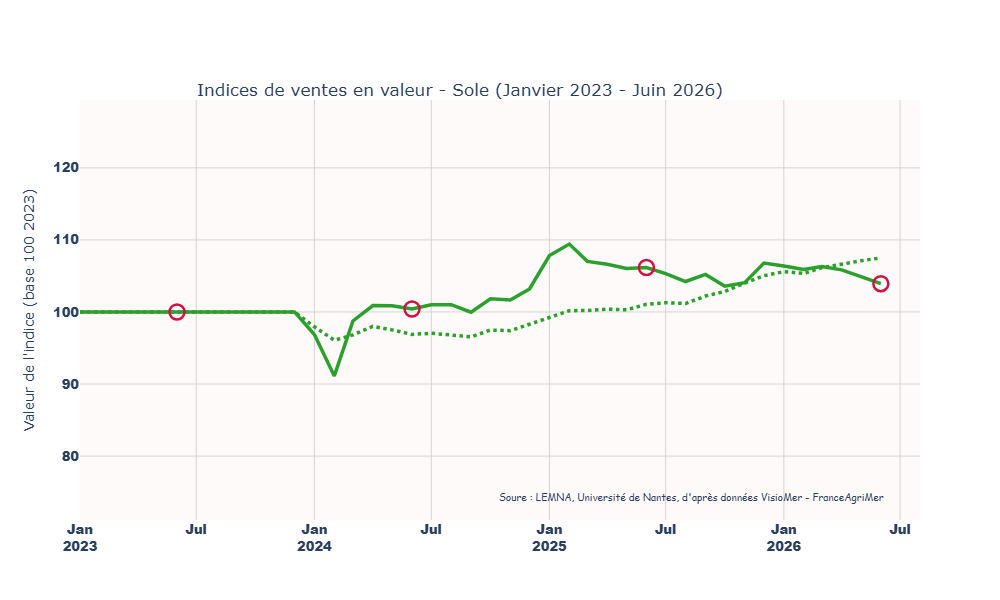 Indices de ventes en valeur - Sole (Janvier 2023 - Juin 2026)
Valeur de l'indice (base 100 2023)
120
110
100
90
80
Soure : LEMNA, Université de Nantes, d'après données VisioMer - FranceAgriMer
Jan Jul Jan Jul Jan Jul Jan Jul
2023 2024 2025 2026